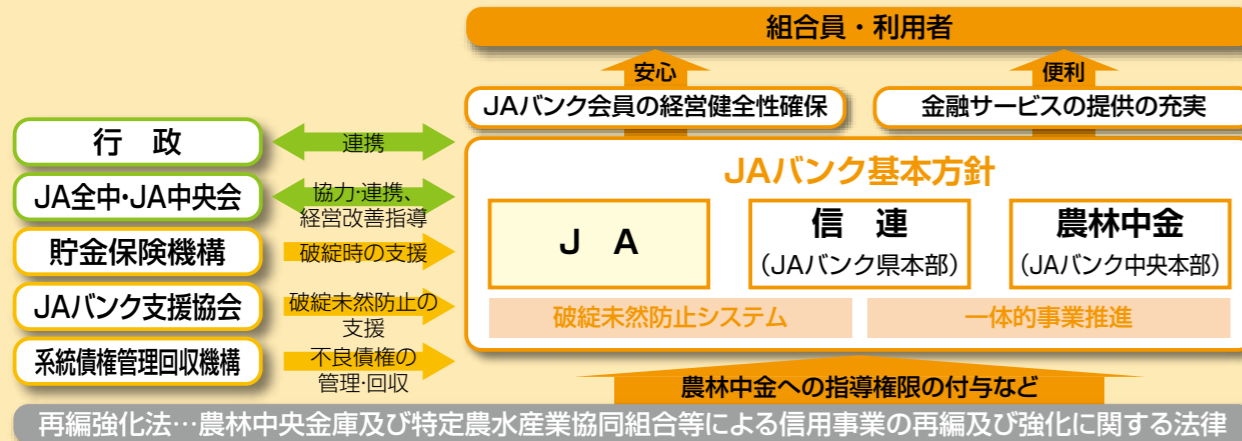 組合員・利用者
安心
便利
JAバンク会員の経営健全性確保
金融サービスの提供の充実
行 政
連携
JA全中・JA中央会
協力・連携、
経営改善指導
貯金保険機構
破綻時の支援
JAバンク支援協会
破綻未然防止の
支援
系統債権管理回収機構
不良債権の
管理・回収
JAバンク基本方針
J A
信 連
(JAバンク県本部)
農林中金
(JAバンク中央本部)
破綻未然防止システム
一体的事業推進
農林中金への指導権限の付与など
再編強化法…農林中央金庫及び特定農水産業協同組合等による信用事業の再編及び強化に関する法律